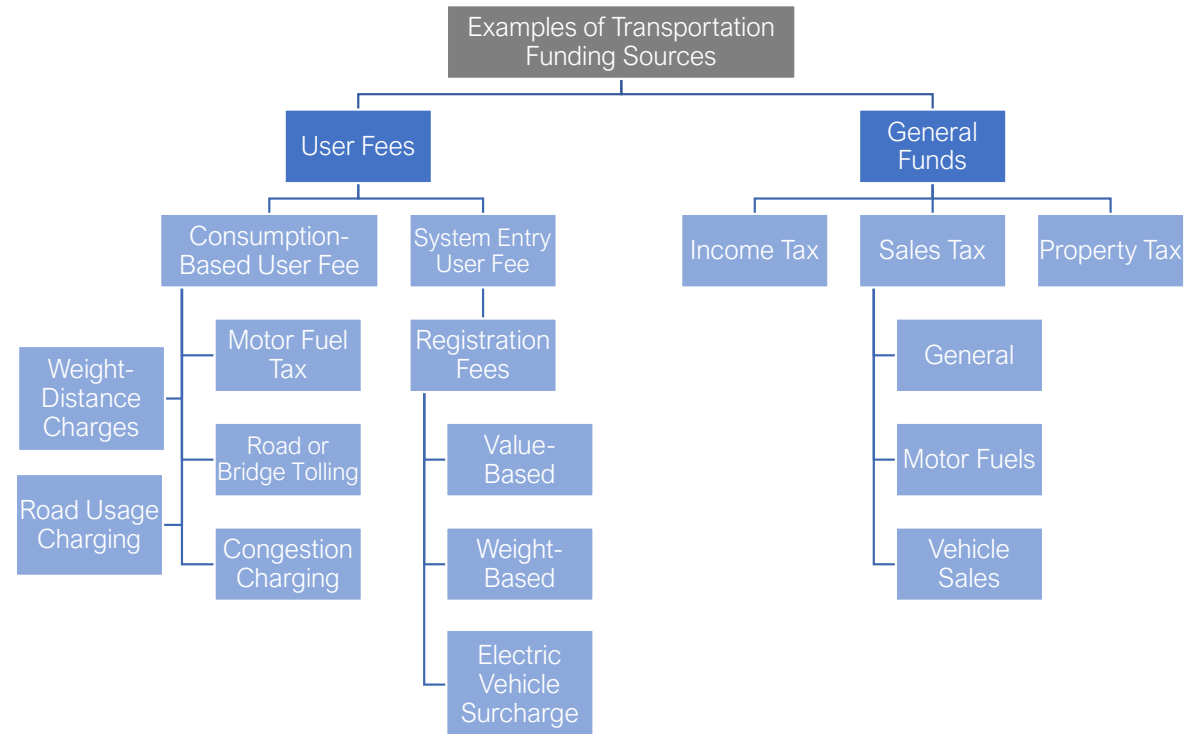 Examples of Transportation
Funding Sources
User Fees
General
Funds
Consumption-
Based User Fee
System Entry
User Fee
Income Tax
Sales Tax
Property Tax
Weight-
Distance
Charges
Road Usage
Charging
Motor Fuel
Tax
Road or
Bridge Tolling
Congestion
Charging
Registration
Fees
Value-
Based
Weight-
Based
Electric
Vehicle
Surcharge
General
Motor Fuels
Vehicle
Sales